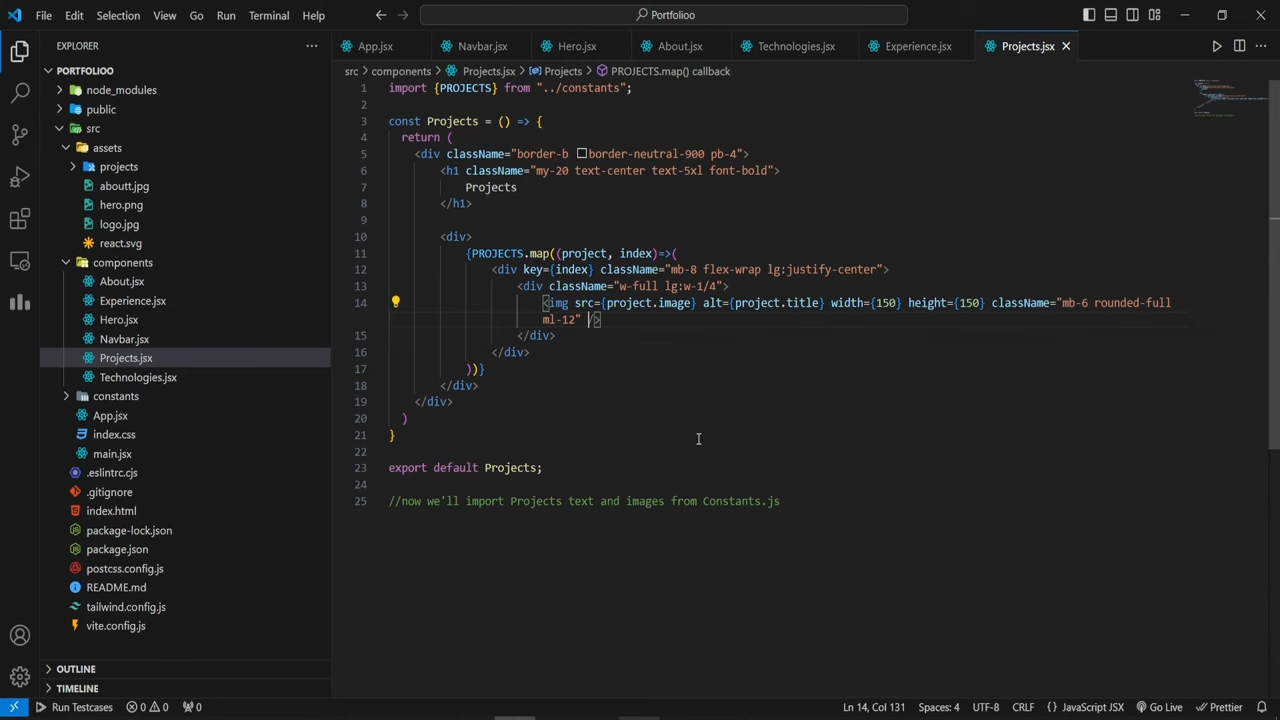 File Edit Selection View Go Run Terminal Help
Portfolioo
EXPLORER
PORTFOLIOO
node_modules
public
src
assets
projects
aboutt.jpg
hero.png
logo.jpg
react.svg
components
About.jsx
Experience.jsx
Hero.jsx
Navbar.jsx
Projects.jsx
Technologies.jsx
constants
App.jsx
index.css
main.jsx
.eslintrc.cjs
.gitignore
index.html
package-lock.json
package.json
postcss.config.js
README.md
tailwind.config.js
vite.config.js
OUTLINE
TIMELINE
App.jsx Navbar.jsx Hero.jsx About.jsx Technologies.jsx Experience.jsx Projects.jsx
src > components > Projects.jsx > Projects > PROJECTS.map() callback
1 import {PROJECTS} from "../constants";
2
3 const Projects = () => {
4 return (
5 <div className="border-b border-neutral-900 pb-4">
6 <h1 className="my-20 text-center text-5xl font-bold">
7 Projects
8 </h1>
9
10 <div>
11 {PROJECTS.map((project, index)=>(
12 <div key={index} className="mb-8 flex-wrap lg:justify-center">
13 <div className="w-full lg:w-1/4">
14 <img src={project.image} alt={project.title} width={150} height={150} className="mb-6 rounded-full
ml-12" />
15 </div>
16 </div>
17 ))}
18 </div>
19 </div>
20 )
21 }
22
23 export default Projects;
24
25 //now we'll import Projects text and images from Constants.js
Run Testcases 0 0 0 Ln 14, Col 131 Spaces: 4 UTF-8 CRLF { } JavaScript JSX Go Live Prettier